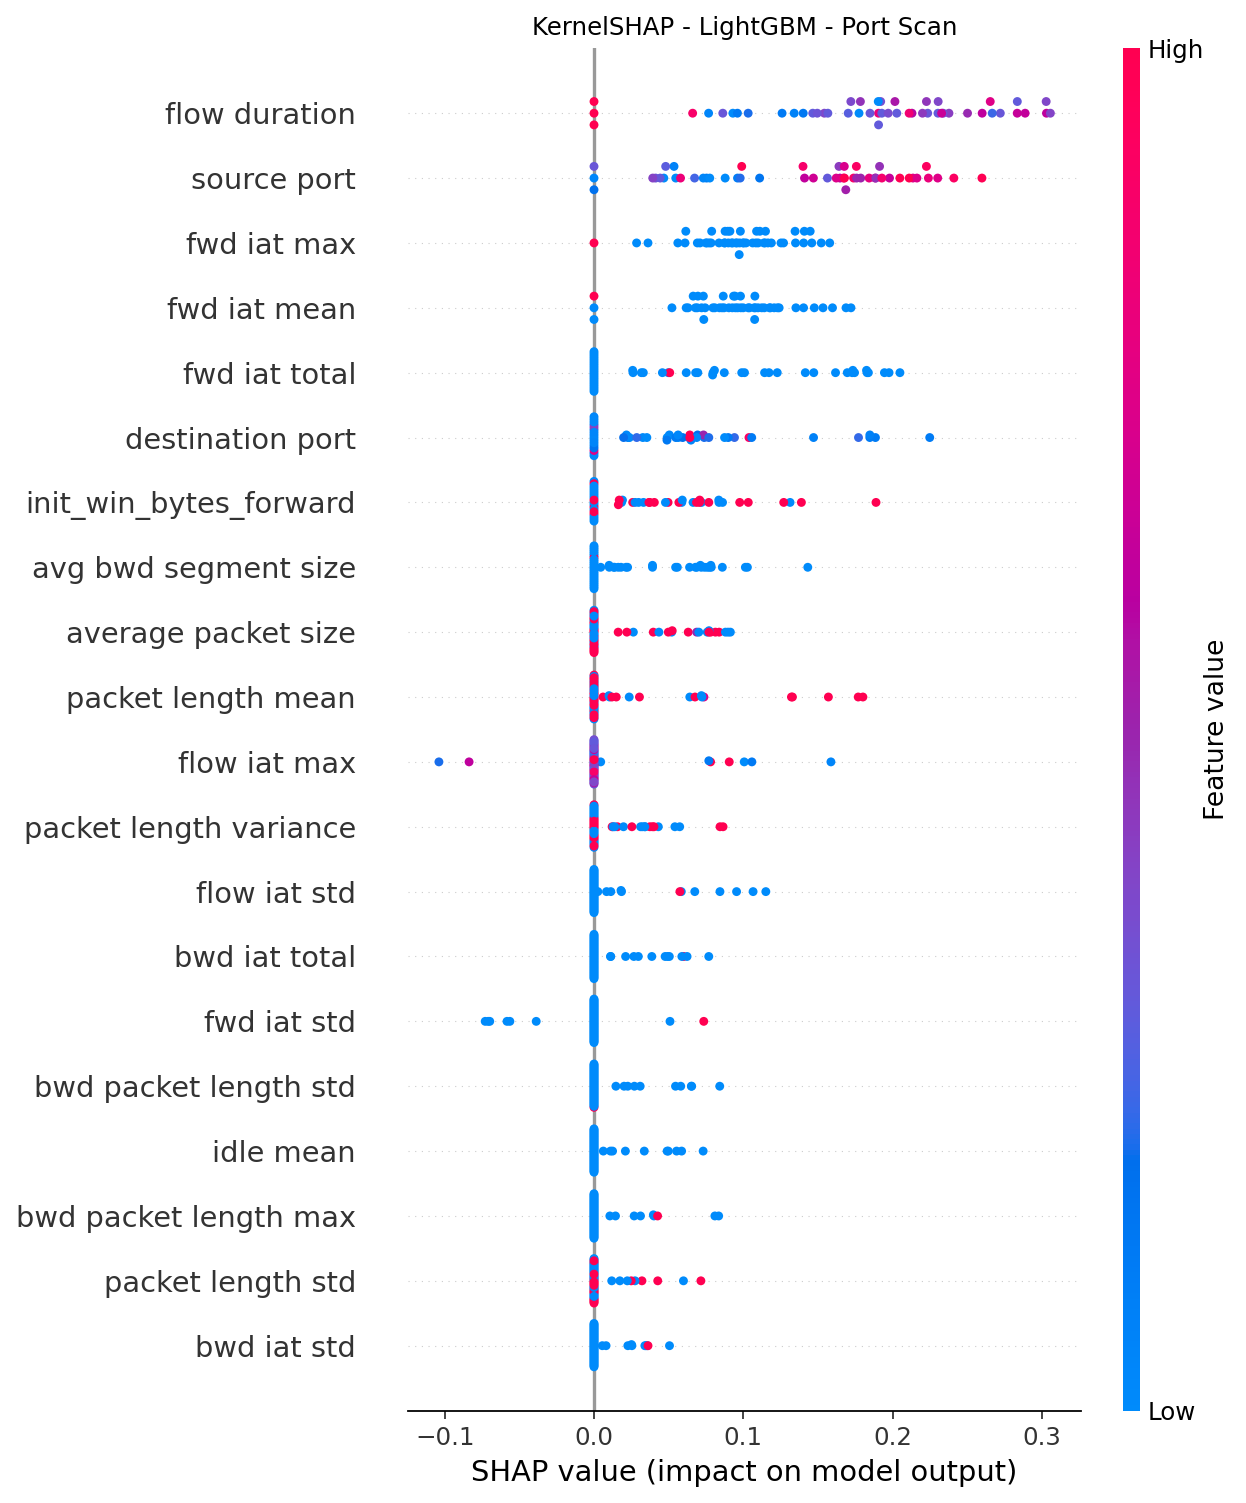 KernelSHAP - LightGBM - Port Scan
High
flow duration
source port
fwd iat max
fwd iat mean
fwd iat total
destination port
init_win_bytes_forward
avg bwd segment size
average packet size
packet length mean
flow iat max
packet length variance
flow iat std
bwd iat total
fwd iat std
bwd packet length std
idle mean
bwd packet length max
packet length std
bwd iat std
Feature value
Low
−0.1 0.0 0.1 0.2 0.3
SHAP value (impact on model output)